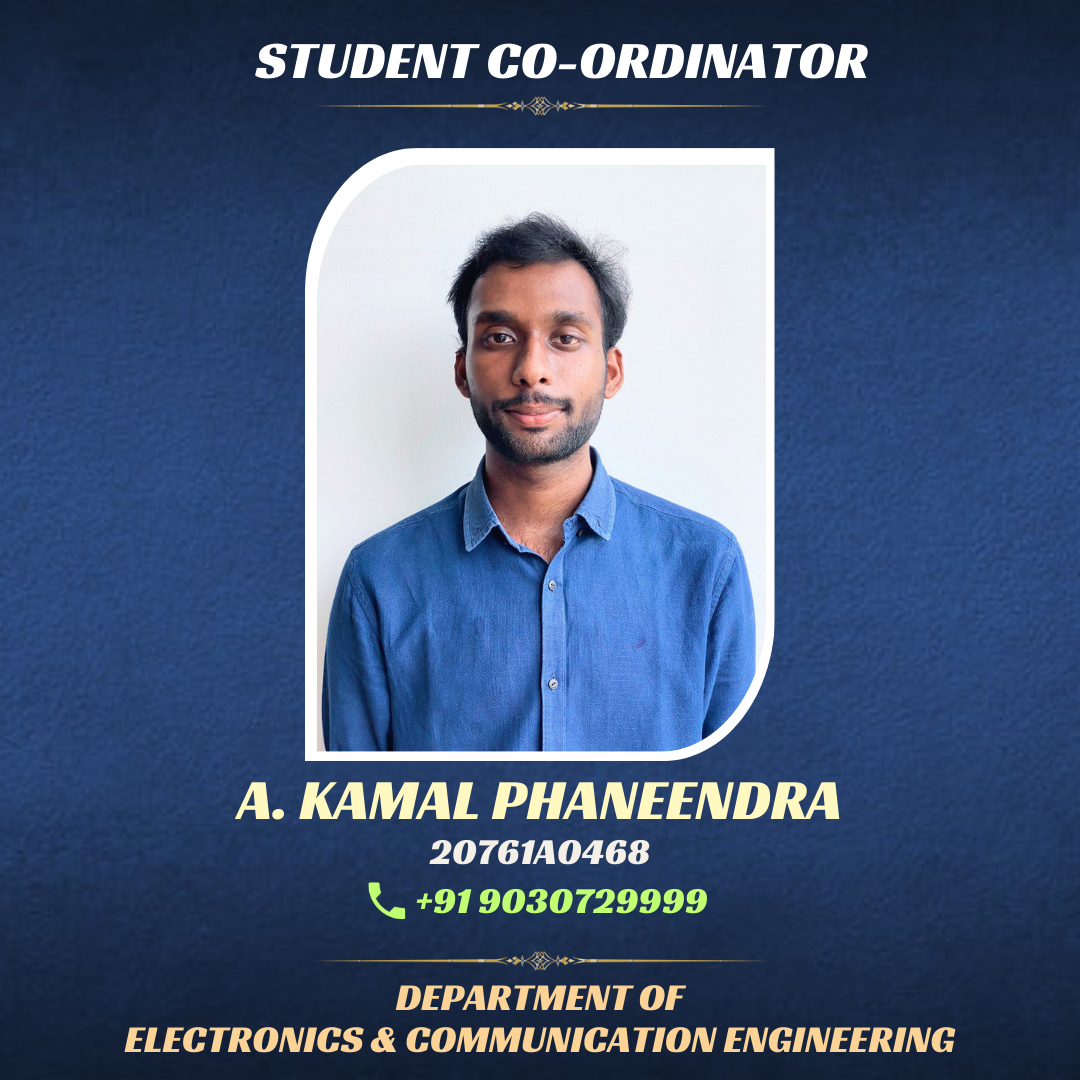 STUDENT CO-ORDINATOR
A. KAMAL PHANEENDRA
20761A0468
+91 9030729999
DEPARTMENT OF
ELECTRONICS & COMMUNICATION ENGINEERING